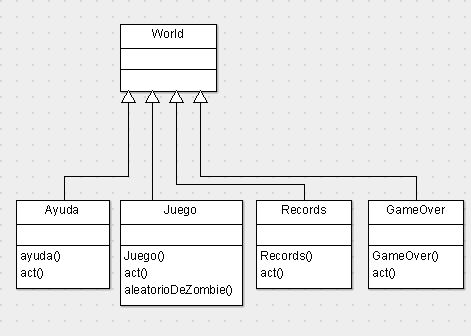 World
Ayuda
ayuda()
act()
Juego
Juego()
act()
aleatorioDeZombie()
Records
Records()
act()
GameOver
GameOver()
act()